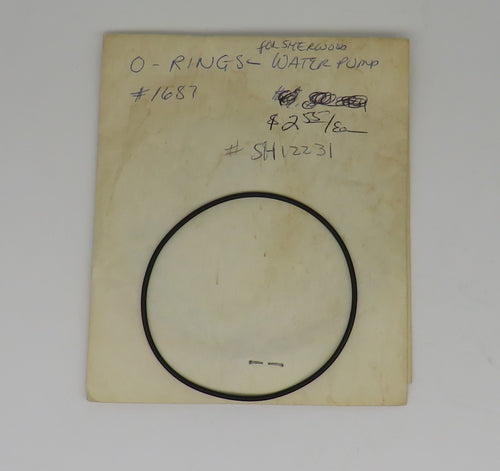 for SHERWOOD
O-RINGS- WATER PUMP
#1687
$2.55/Ea
# SH12231